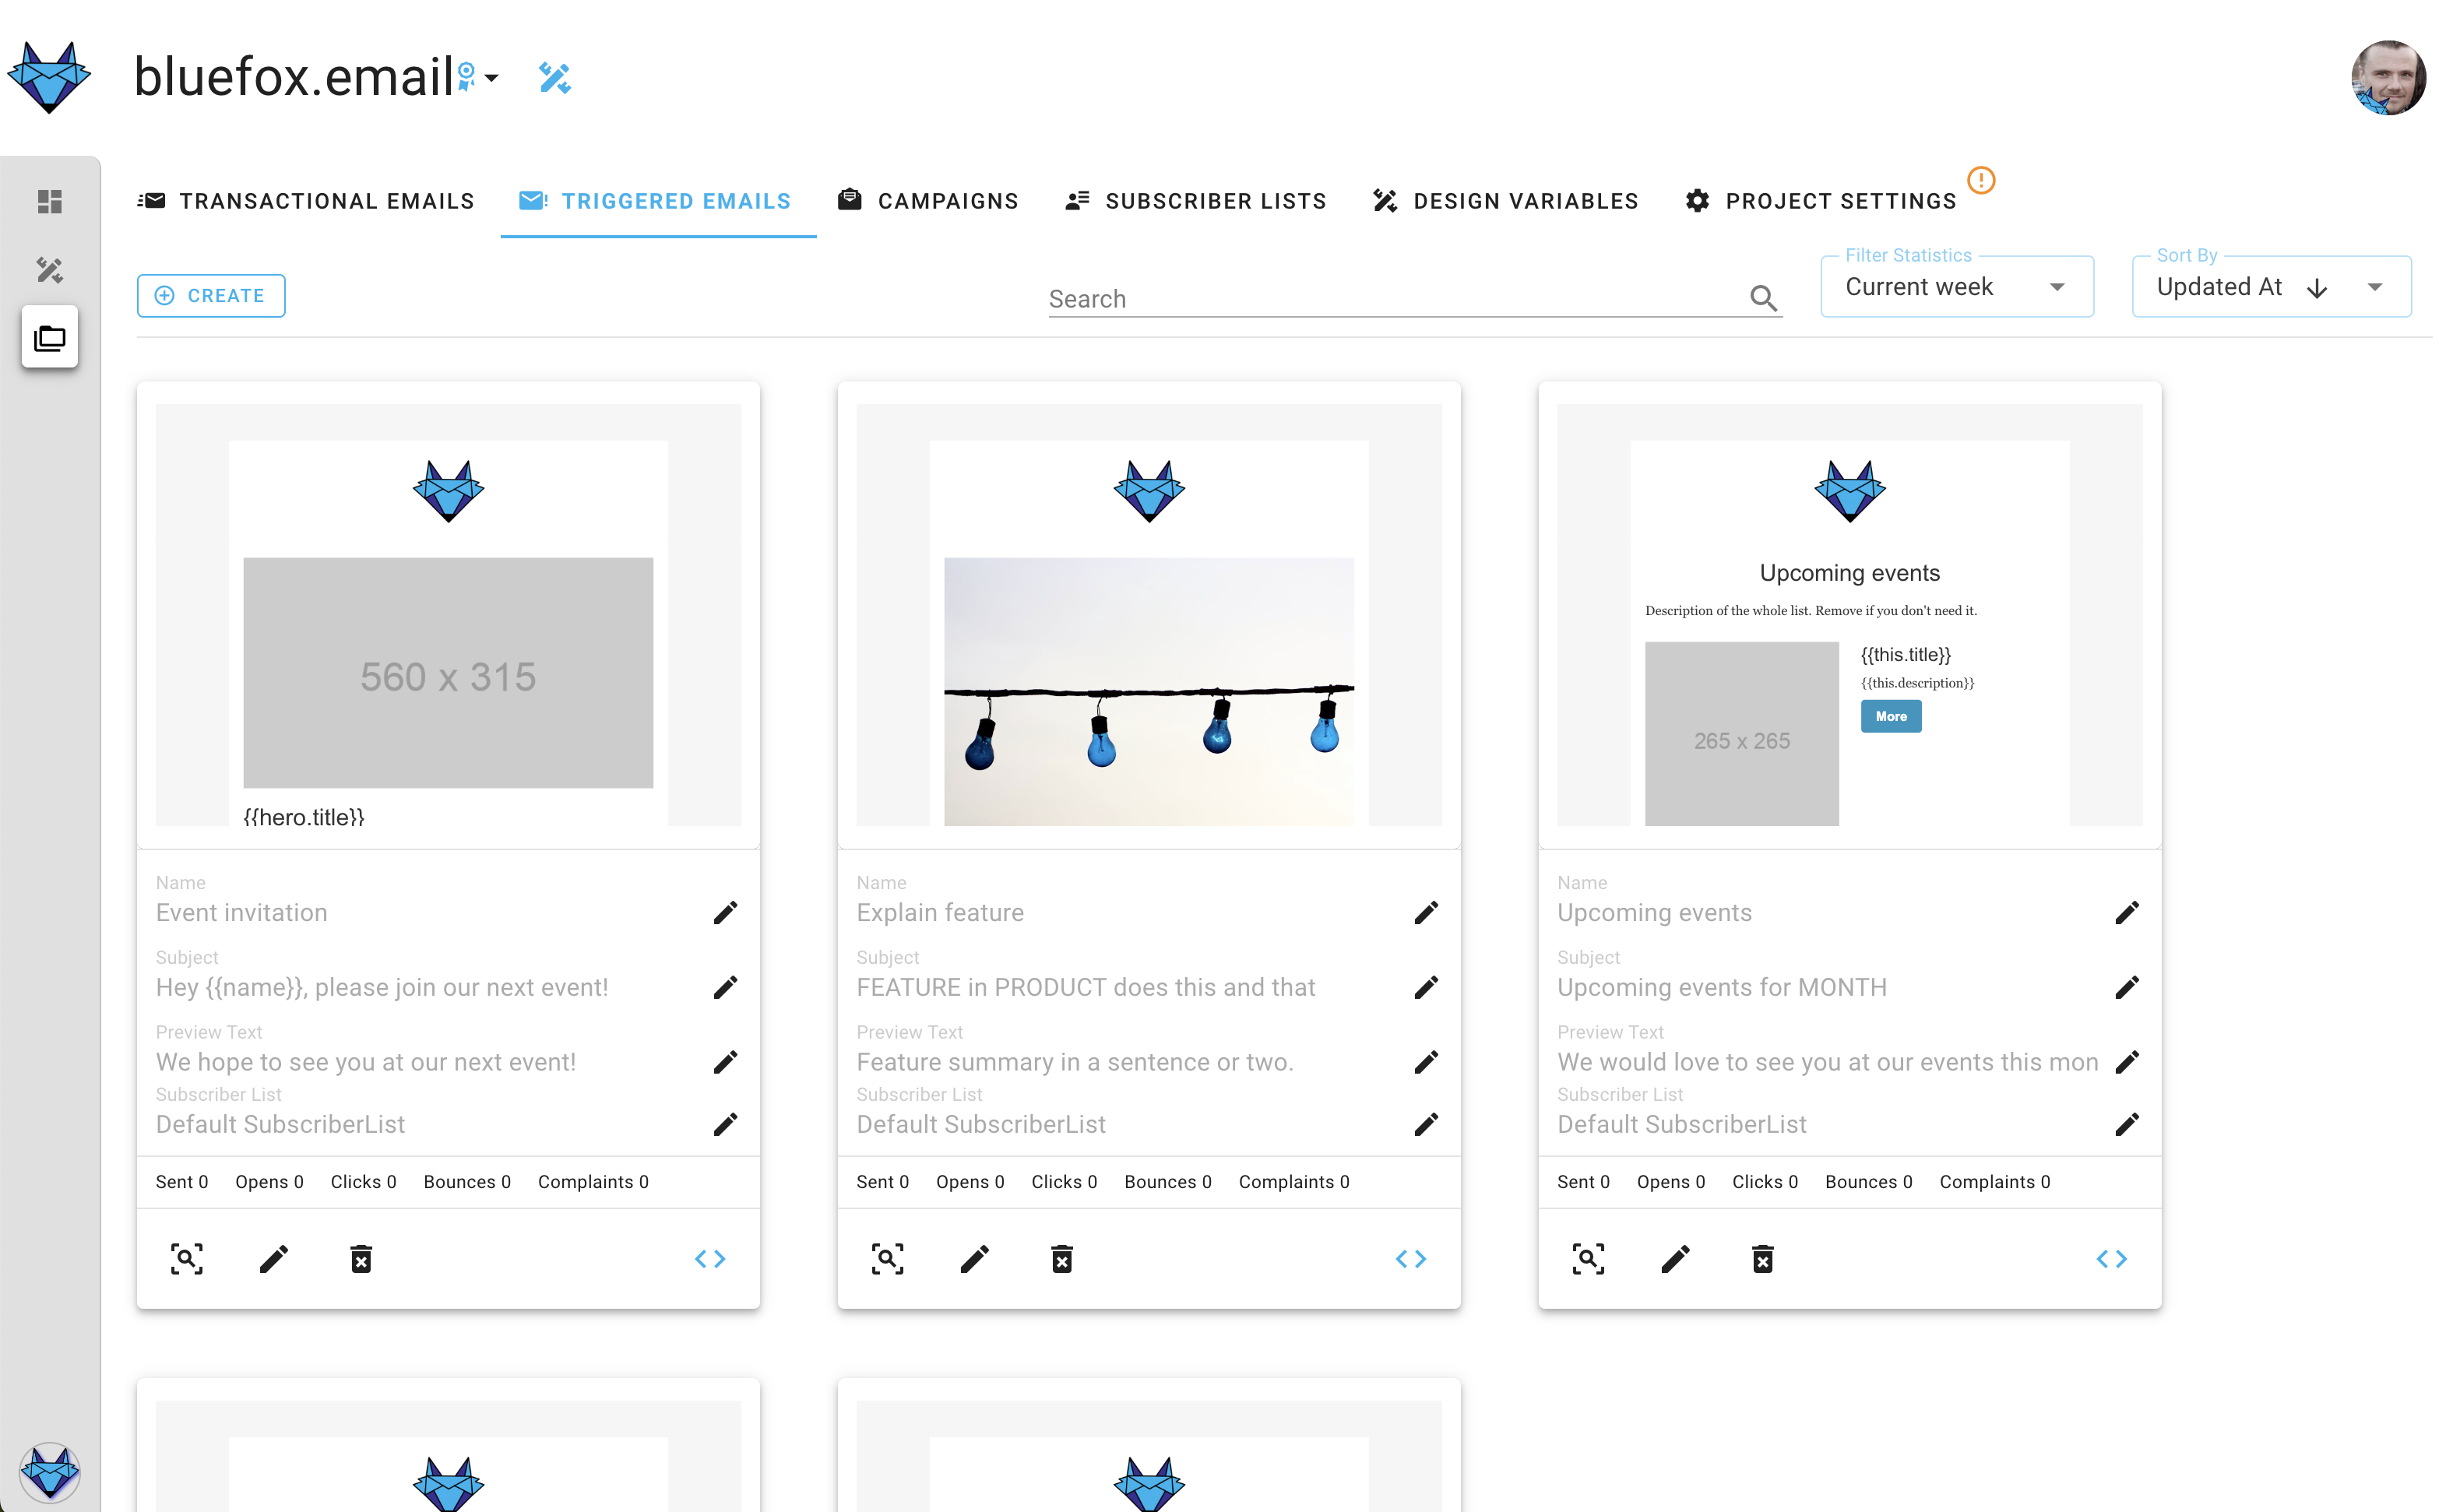 bluefox.email
TRANSACTIONAL EMAILS
TRIGGERED EMAILS
CAMPAIGNS
SUBSCRIBER LISTS
DESIGN VARIABLES
PROJECT SETTINGS
CREATE
Search
Filter Statistics
Current week
Sort By
Updated At
560 x 315
{{hero.title}}
Name
Event invitation
Subject
Hey {{name}}, please join our next event!
Preview Text
We hope to see you at our next event!
Subscriber List
Default SubscriberList
Sent 0 Opens 0 Clicks 0 Bounces 0 Complaints 0
Name
Explain feature
Subject
FEATURE in PRODUCT does this and that
Preview Text
Feature summary in a sentence or two.
Subscriber List
Default SubscriberList
Sent 0 Opens 0 Clicks 0 Bounces 0 Complaints 0
Upcoming events
Description of the whole list. Remove if you don't need it.
265 x 265
{{this.title}}
{{this.description}}
More
Name
Upcoming events
Subject
Upcoming events for MONTH
Preview Text
We would love to see you at our events this mon
Subscriber List
Default SubscriberList
Sent 0 Opens 0 Clicks 0 Bounces 0 Complaints 0